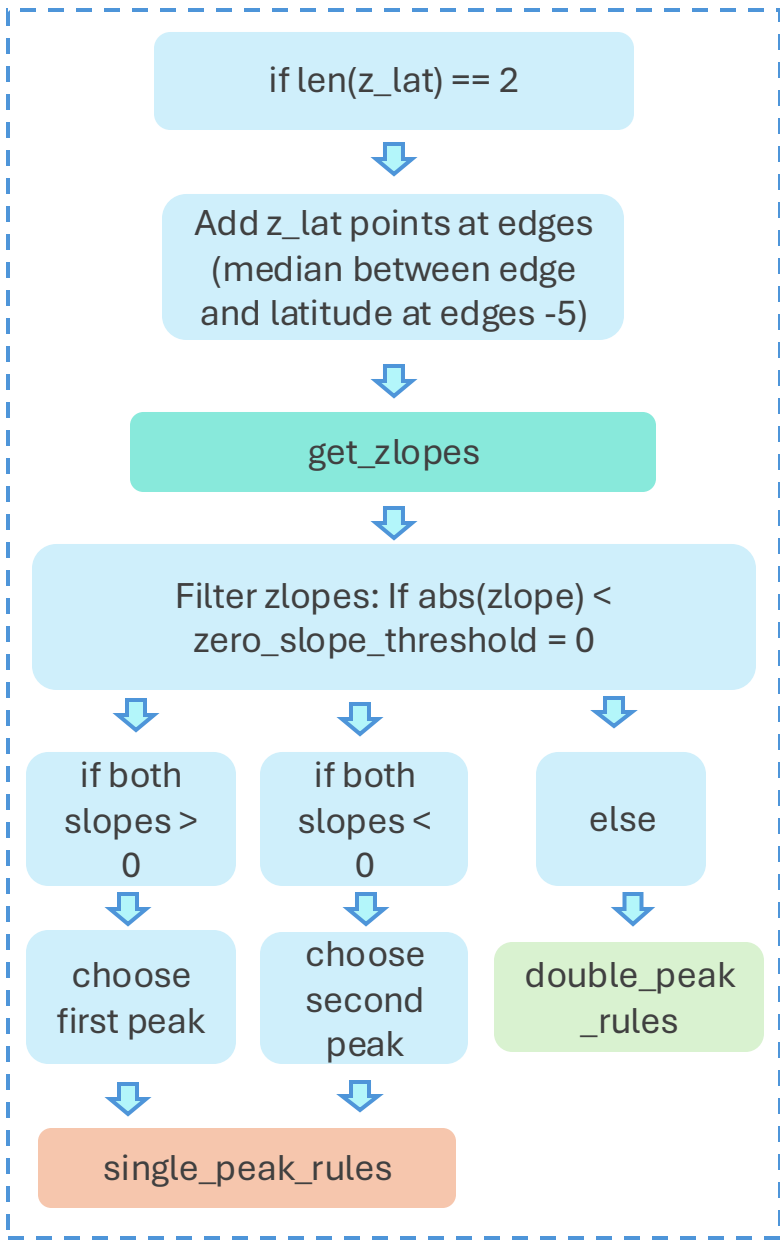 if len(z_lat) == 2
Add z_lat points at edges
(median between edge
and latitude at edges -5)
get_zlopes
Filter zlopes: If abs(zlope) <
zero_slope_threshold = 0
if both
slopes >
0
if both
slopes <
0
else
choose
first peak
choose
second
peak
double_peak
_rules
single_peak_rules